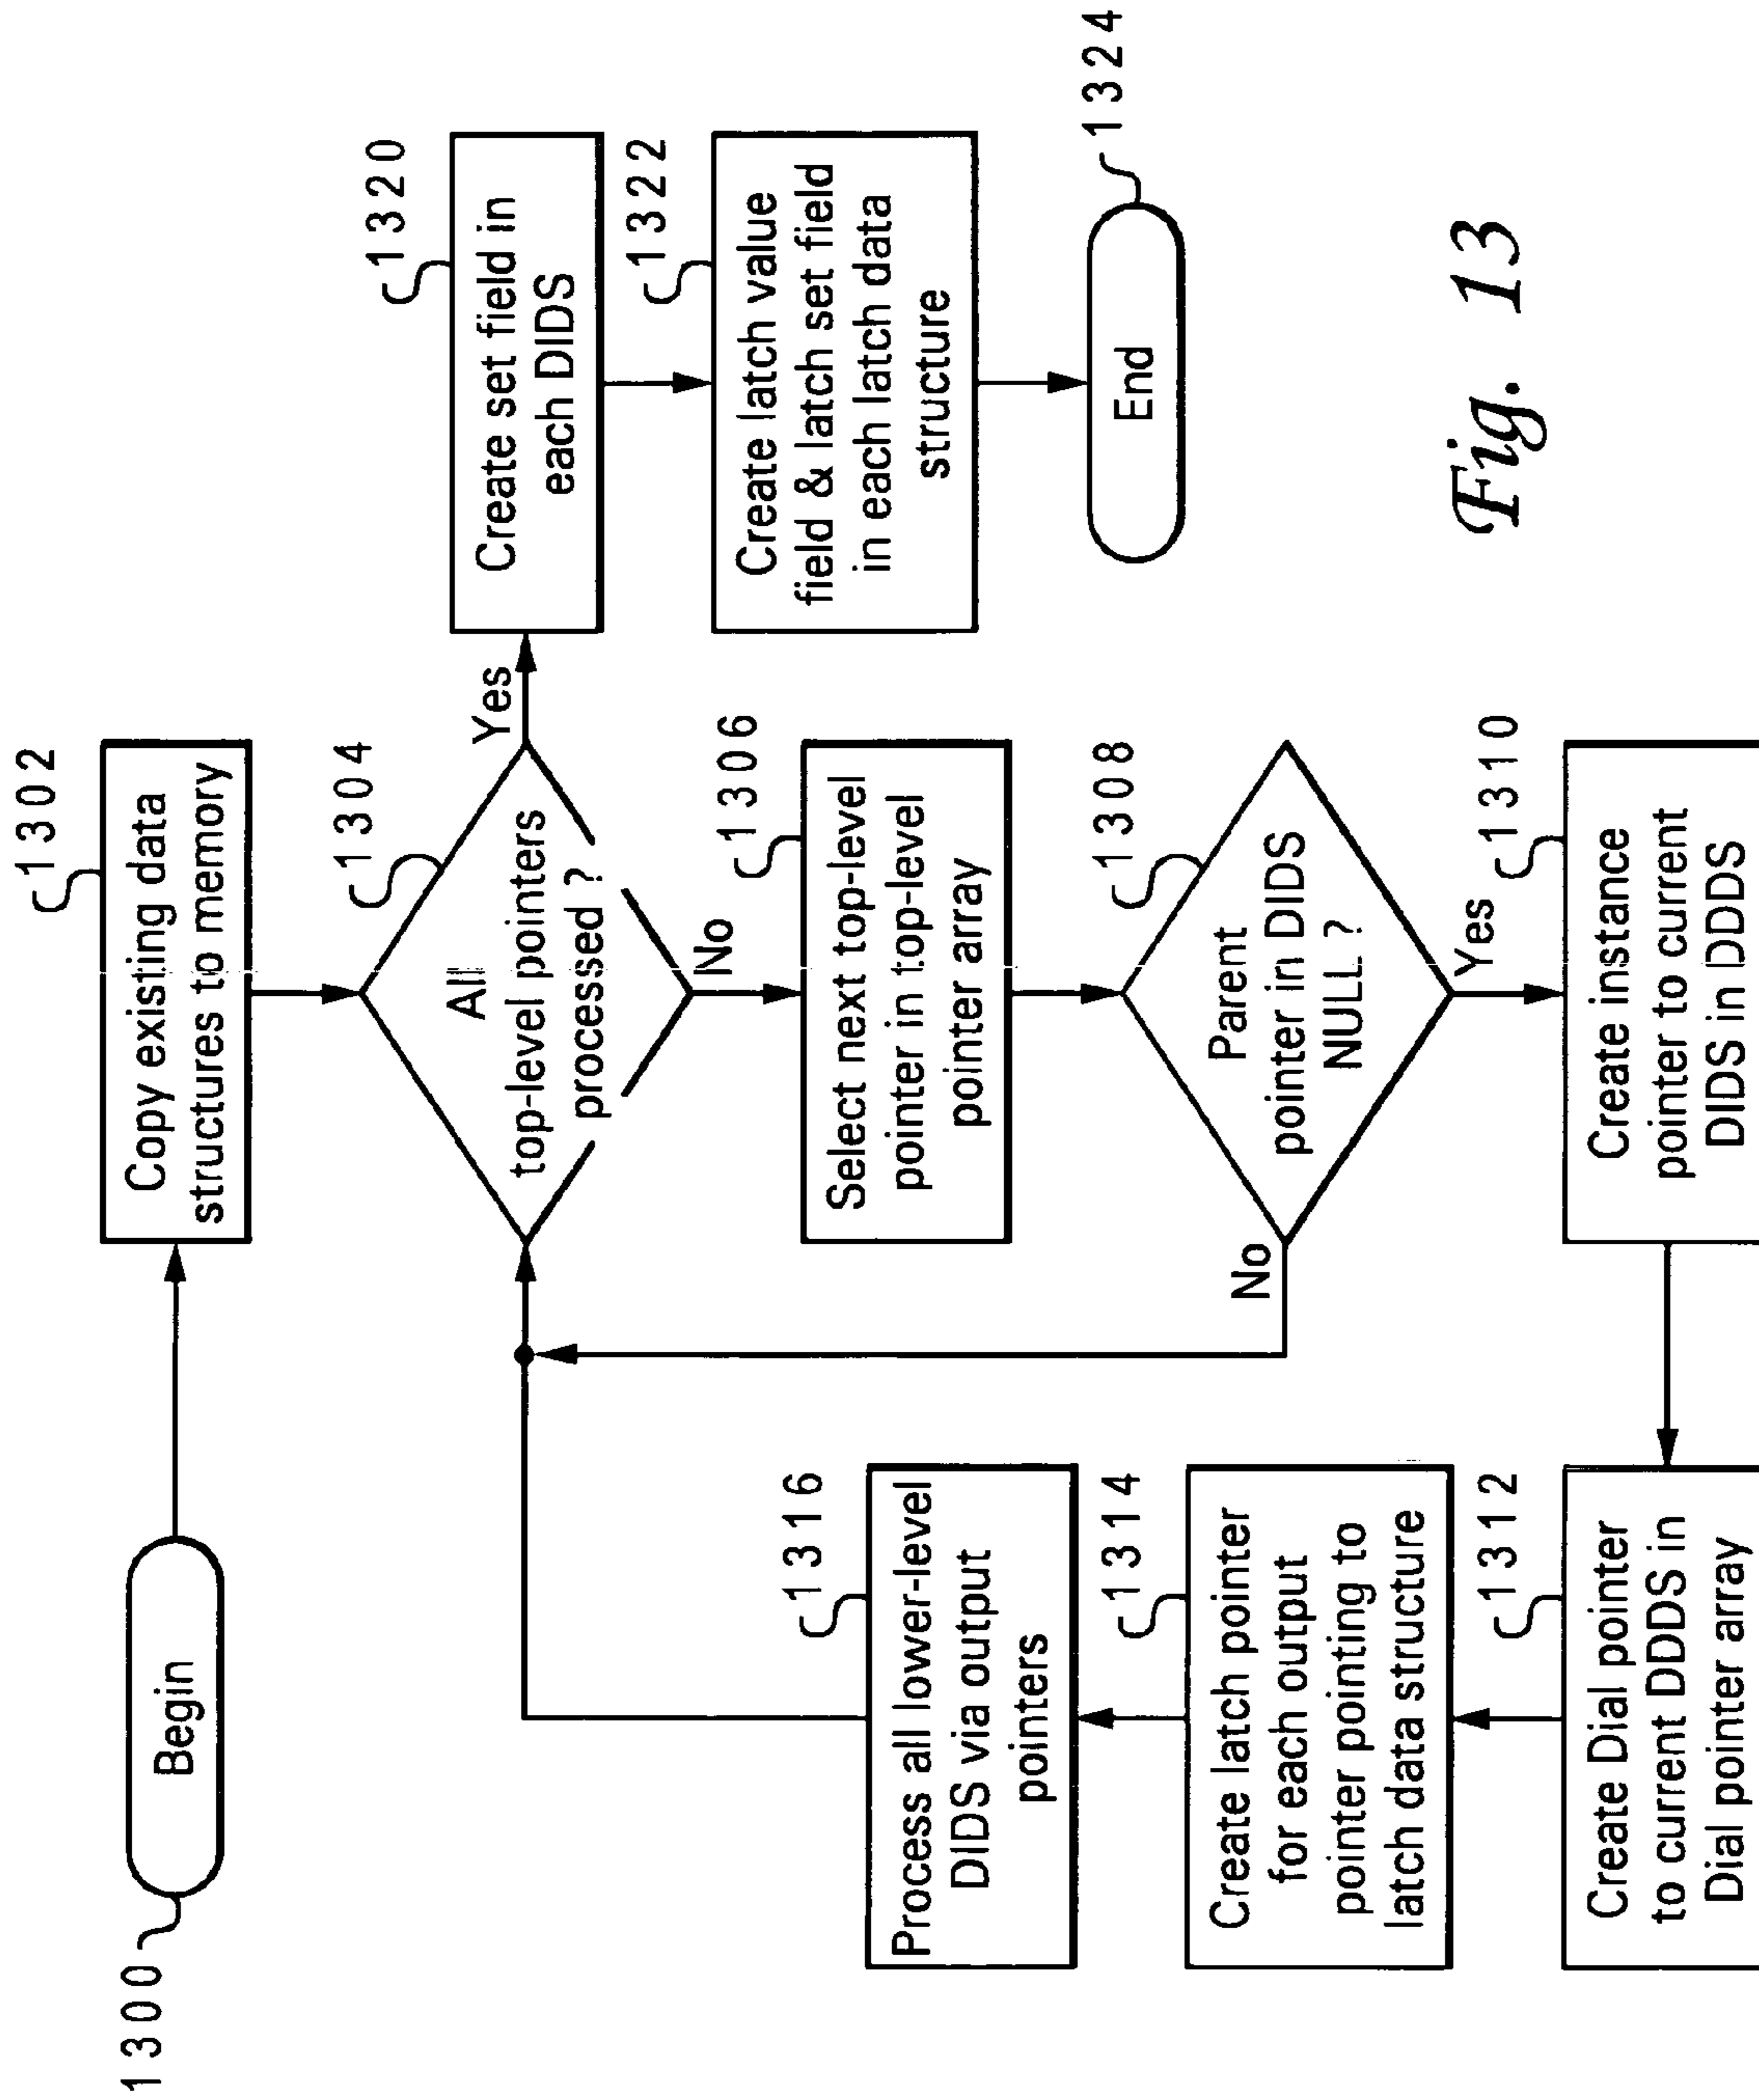 1300
Begin
1302
Copy existing data
structures to memory
1304
All
top-level pointers
processed ?
Yes
No
1306
Select next top-level
pointer in top-level
pointer array
1308
Parent
pointer in DIDS
NULL ?
No
Yes
1310
Create instance
pointer to current
DIDS in DDDS
1312
Create Dial pointer
to current DDDS in
Dial pointer array
1314
Create latch pointer
for each output
pointer pointing to
latch data structure
1316
Process all lower-level
DIDS via output
pointers
1320
Create set field in
each DIDS
1322
Create latch value
field & latch set field
in each latch data
structure
End
1324
Fig. 13